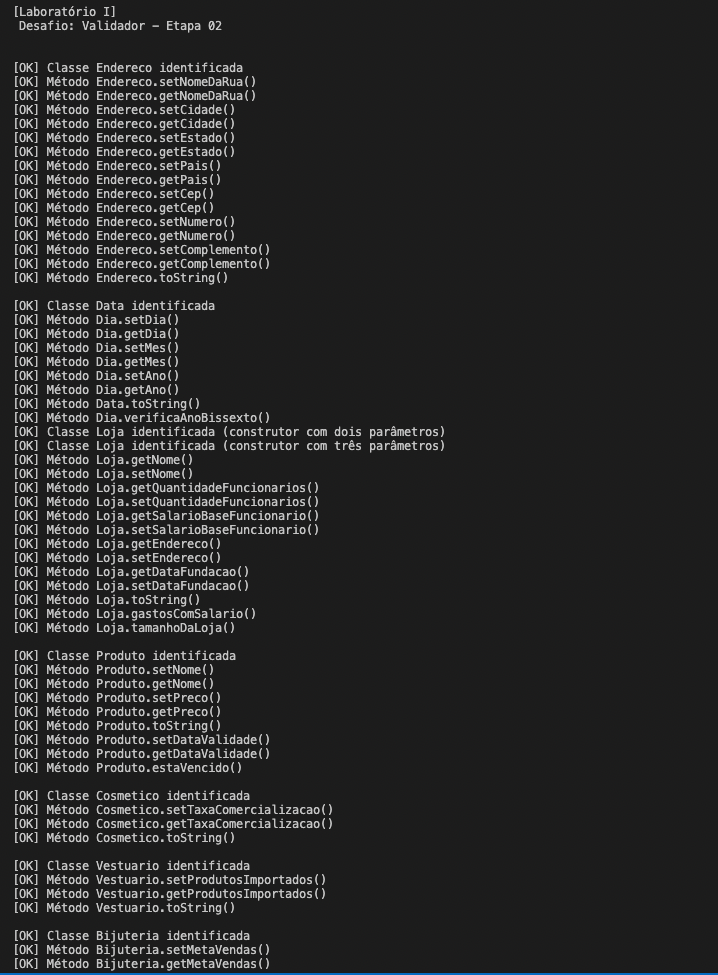 [Laboratório I]
Desafio: Validador - Etapa 02
[OK] Classe Endereco identificada
[OK] Método Endereco.setNomeDaRua()
[OK] Método Endereco.getNomeDaRua()
[OK] Método Endereco.setCidade()
[OK] Método Endereco.getCidade()
[OK] Método Endereco.setEstado()
[OK] Método Endereco.getEstado()
[OK] Método Endereco.setPais()
[OK] Método Endereco.getPais()
[OK] Método Endereco.setCep()
[OK] Método Endereco.getCep()
[OK] Método Endereco.setNumero()
[OK] Método Endereco.getNumero()
[OK] Método Endereco.setComplemento()
[OK] Método Endereco.getComplemento()
[OK] Método Endereco.toString()
[OK] Classe Data identificada
[OK] Método Dia.setDia()
[OK] Método Dia.getDia()
[OK] Método Dia.setMes()
[OK] Método Dia.getMes()
[OK] Método Dia.setAno()
[OK] Método Dia.getAno()
[OK] Método Data.toString()
[OK] Método Dia.verificaAnoBissexto()
[OK] Classe Loja identificada (construtor com dois parâmetros)
[OK] Classe Loja identificada (construtor com três parâmetros)
[OK] Método Loja.getNome()
[OK] Método Loja.setNome()
[OK] Método Loja.getQuantidadeFuncionarios()
[OK] Método Loja.setQuantidadeFuncionarios()
[OK] Método Loja.getSalarioBaseFuncionario()
[OK] Método Loja.setSalarioBaseFuncionario()
[OK] Método Loja.getEndereco()
[OK] Método Loja.setEndereco()
[OK] Método Loja.getDataFundacao()
[OK] Método Loja.setDataFundacao()
[OK] Método Loja.toString()
[OK] Método Loja.gastosComSalario()
[OK] Método Loja.tamanhoDaLoja()
[OK] Classe Produto identificada
[OK] Método Produto.setNome()
[OK] Método Produto.getNome()
[OK] Método Produto.setPreco()
[OK] Método Produto.getPreco()
[OK] Método Produto.toString()
[OK] Método Produto.setDataValidade()
[OK] Método Produto.getDataValidade()
[OK] Método Produto.estaVencido()
[OK] Classe Cosmetico identificada
[OK] Método Cosmetico.setTaxaComercializacao()
[OK] Método Cosmetico.getTaxaComercializacao()
[OK] Método Cosmetico.toString()
[OK] Classe Vestuario identificada
[OK] Método Vestuario.setProdutosImportados()
[OK] Método Vestuario.getProdutosImportados()
[OK] Método Vestuario.toString()
[OK] Classe Bijuteria identificada
[OK] Método Bijuteria.setMetaVendas()
[OK] Método Bijuteria.getMetaVendas()